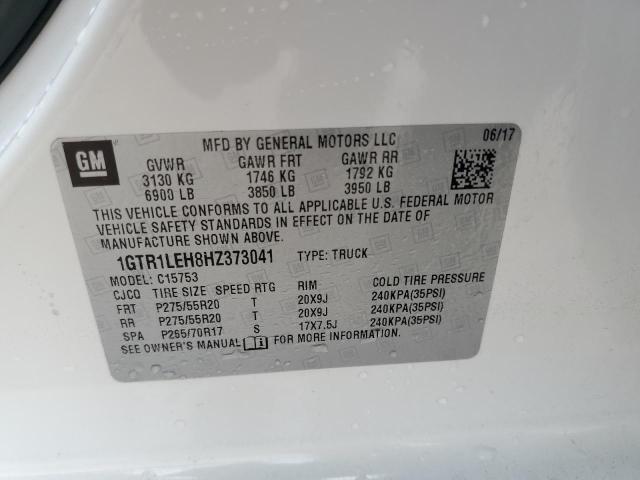 GM
MFD BY GENERAL MOTORS LLC 06/17
GVWR GAWR FRT GAWR RR
3130 KG 1746 KG 1792 KG
6900 LB 3850 LB 3950 LB
THIS VEHICLE CONFORMS TO ALL APPLICABLE U.S. FEDERAL MOTOR
VEHICLE SAFETY STANDARDS IN EFFECT ON THE DATE OF
MANUFACTURE SHOWN ABOVE.
1GTR1LEH8HZ373041 TYPE: TRUCK
MODEL: C15753
CJCQ TIRE SIZE SPEED RTG RIM COLD TIRE PRESSURE
FRT P275/55R20 T 20X9J 240KPA(35PSI)
RR P275/55R20 T 20X9J 240KPA(35PSI)
SPA P265/70R17 S 17X7.5J 240KPA(35PSI)
SEE OWNER'S MANUAL FOR MORE INFORMATION.